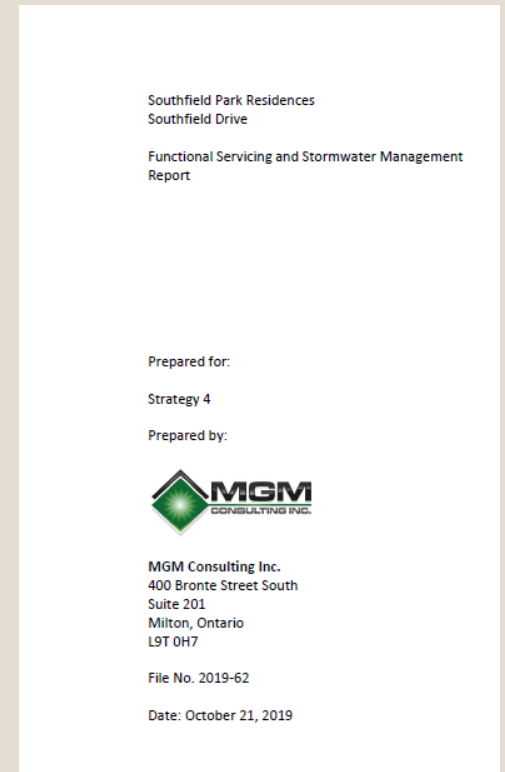 Southfield Park Residences
Southfield Drive
Functional Servicing and Stormwater Management
Report
Prepared for:
Strategy 4
Prepared by:
MGM
CONSULTING INC.
MGM Consulting Inc.
400 Bronte Street South
Suite 201
Milton, Ontario
L9T 0H7
File No. 2019-62
Date: October 21, 2019